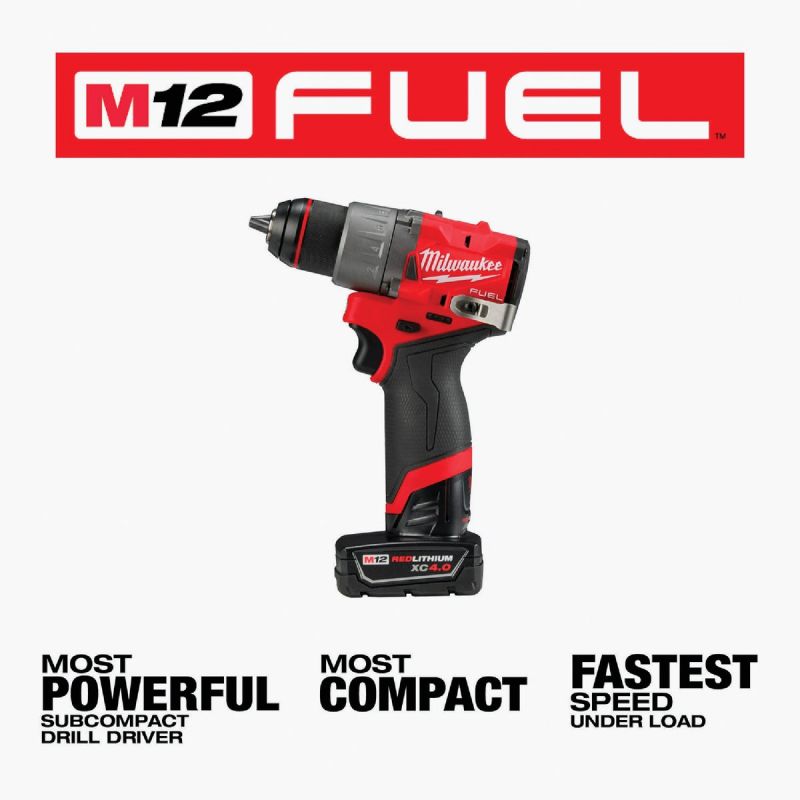 M12 FUEL™
Milwaukee
FUEL
M12 REDLITHIUM
XC4.0
MOST
POWERFUL
SUBCOMPACT
DRILL DRIVER
MOST
COMPACT
FASTEST
SPEED
UNDER LOAD